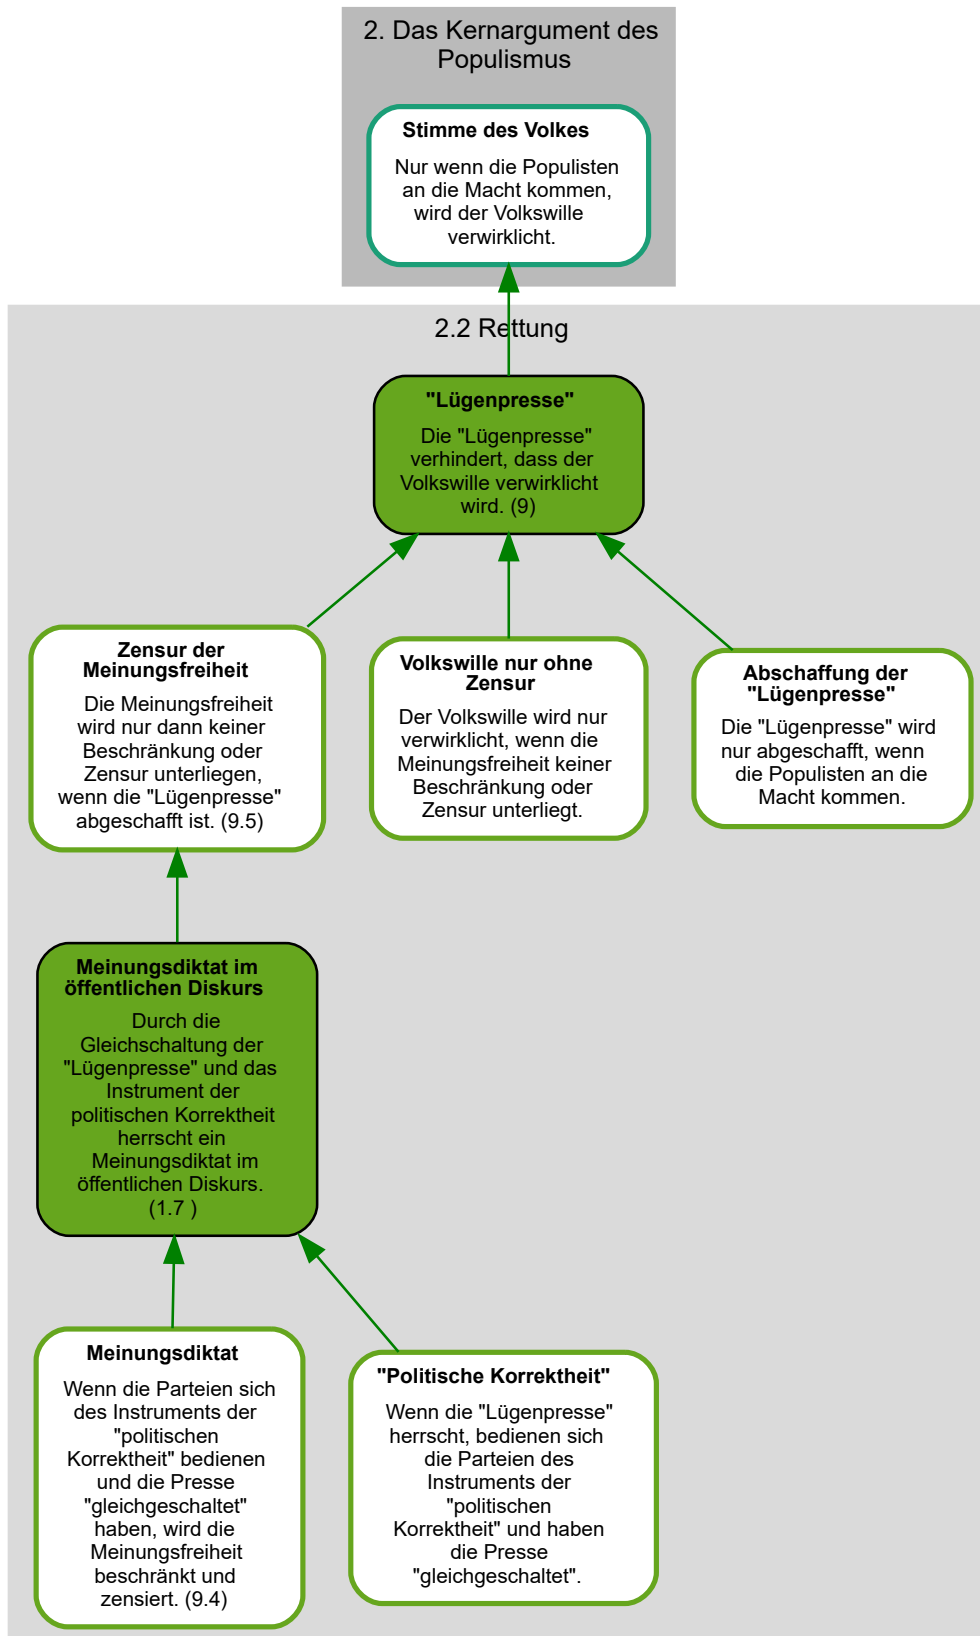 2. Das Kernargument des
Populismus
Stimme des Volkes
Nur wenn die Populisten
an die Macht kommen,
wird der Volkswille
verwirklicht.
2.2 Rettung
"Lügenpresse"
Die "Lügenpresse"
verhindert, dass der
Volkswille verwirklicht
wird. (9)
Zensur der
Meinungsfreiheit
Die Meinungsfreiheit
wird nur dann keiner
Beschränkung oder
Zensur unterliegen,
wenn die "Lügenpresse"
abgeschafft ist. (9.5)
Volkswille nur ohne
Zensur
Der Volkswille wird nur
verwirklicht, wenn die
Meinungsfreiheit keiner
Beschränkung oder
Zensur unterliegt.
Abschaffung der
"Lügenpresse"
Die "Lügenpresse" wird
nur abgeschafft, wenn
die Populisten an die
Macht kommen.
Meinungsdiktat im
öffentlichen Diskurs
Durch die
Gleichschaltung der
"Lügenpresse" und das
Instrument der
politischen Korrektheit
herrscht ein
Meinungsdiktat im
öffentlichen Diskurs.
(1.7 )
Meinungsdiktat
Wenn die Parteien sich
des Instruments der
"politischen
Korrektheit" bedienen
und die Presse
"gleichgeschaltet"
haben, wird die
Meinungsfreiheit
beschränkt und
zensiert. (9.4)
"Politische Korrektheit"
Wenn die "Lügenpresse"
herrscht, bedienen sich
die Parteien des
Instruments der
"politischen
Korrektheit" und haben
die Presse
"gleichgeschaltet".